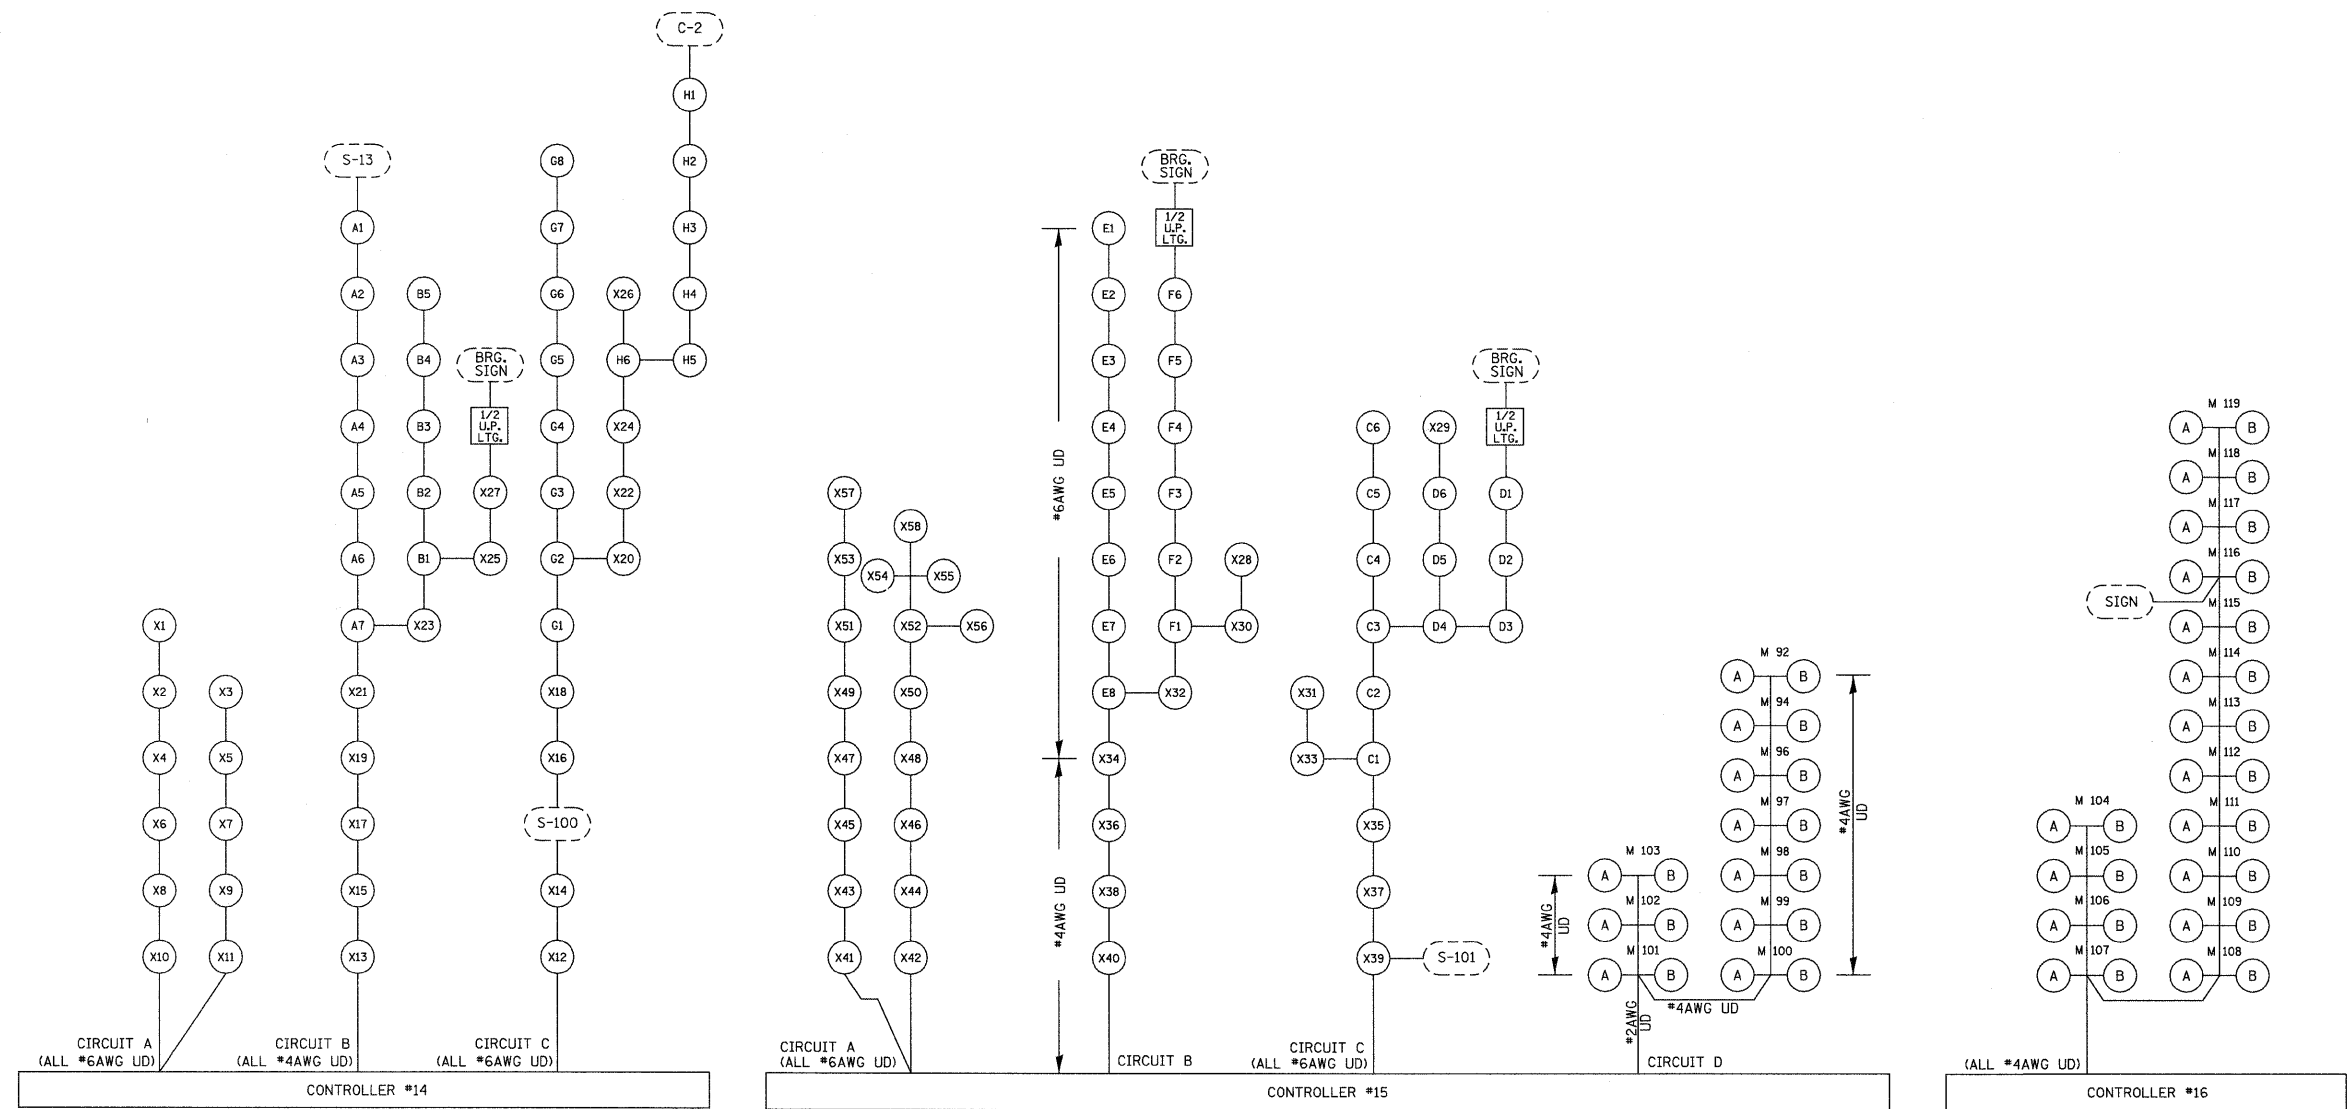 C-2
H1
S-13
G8
H2
BRG.
SIGN
A1
G7
H3
E1
1/2
U.P.
LTG.
A2
B5
G6
X26
H4
E2
F6
A3
B4
BRG.
SIGN
G5
H6
H5
E3
F5
BRG.
SIGN
A4
B3
1/2
U.P.
LTG.
G4
X24
E4
F4
C6
X29
1/2
U.P.
LTG.
M 119
A
B
#6AWG UD
A5
B2
X27
G3
X22
X57
E5
F3
C5
D6
D1
M 118
A
B
X58
M 117
A
B
A6
B1
X25
G2
X20
X53
X54
X55
E6
F2
X28
C4
D5
D2
M 116
A
B
SIGN
X1
A7
X23
G1
X51
X52
X56
E7
F1
X30
C3
D4
D3
M 115
A
B
X2
X3
X21
X18
X49
X50
E8
X32
X31
C2
M 92
A
B
M 114
A
B
M 94
A
B
M 113
A
B
X4
X5
X19
X16
X47
X48
X34
X33
C1
M 96
A
B
M 112
A
B
X6
X7
X17
S-100
X45
X46
X36
X35
M 97
A
B
#4AWG
UD
M 104
A
B
M 111
A
B
X8
X9
X15
X14
X43
X44
#4AWG UD
X38
X37
M 103
A
B
M 98
A
B
M 105
A
B
M 110
A
B
#4AWG
UD
M 102
A
B
M 99
A
B
M 106
A
B
M 109
A
B
X10
X11
X13
X12
X41
X42
X40
X39
S-101
M 101
A
B
M 100
A
B
M 107
A
B
M 108
A
B
#2AWG
UD
#4AWG UD
CIRCUIT A
(ALL #6AWG UD)
CIRCUIT B
(ALL #4AWG UD)
CIRCUIT C
(ALL #6AWG UD)
CIRCUIT A
(ALL #6AWG UD)
CIRCUIT B
CIRCUIT C
(ALL #6AWG UD)
CIRCUIT D
(ALL #4AWG UD)
CONTROLLER #14
CONTROLLER #15
CONTROLLER #16